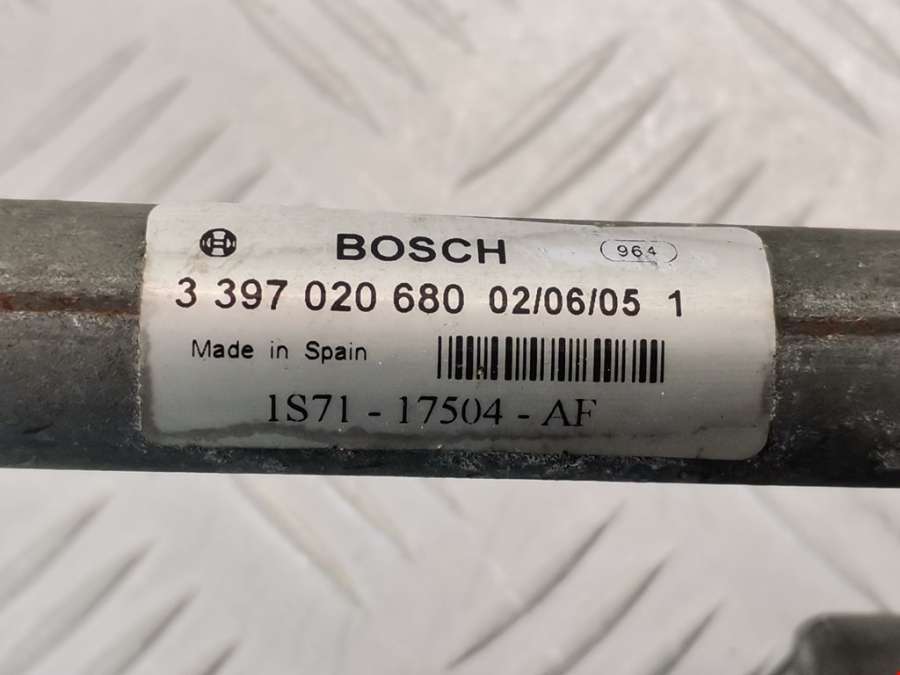 BOSCH 964
3 397 020 680 02/06/05 1
Made in Spain
1S71 - 17504 - AF